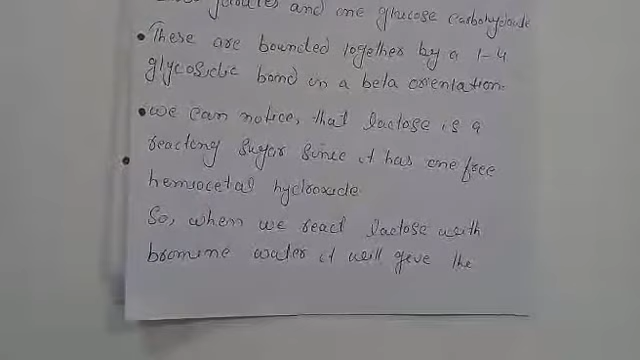 and one glucose carbohydrate
• These are bounded together by a 1-4
glycosidic bond in a beta orientation.
• we can notice, that lactose is a
reacting sugar since it has one free
• hemiacetal hydroxide.
So, when we react lactose with
bromine water it will give the